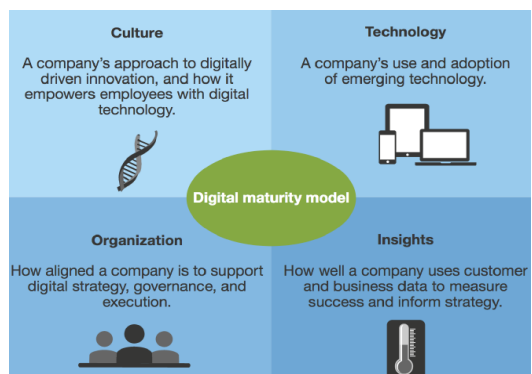 Culture
A company's approach to digitally
driven innovation, and how it
empowers employees with digital
technology.
Technology
A company's use and adoption
of emerging technology.
Digital maturity model
Organization
How aligned a company is to support
digital strategy, governance, and
execution.
Insights
How well a company uses customer
and business data to measure
success and inform strategy.